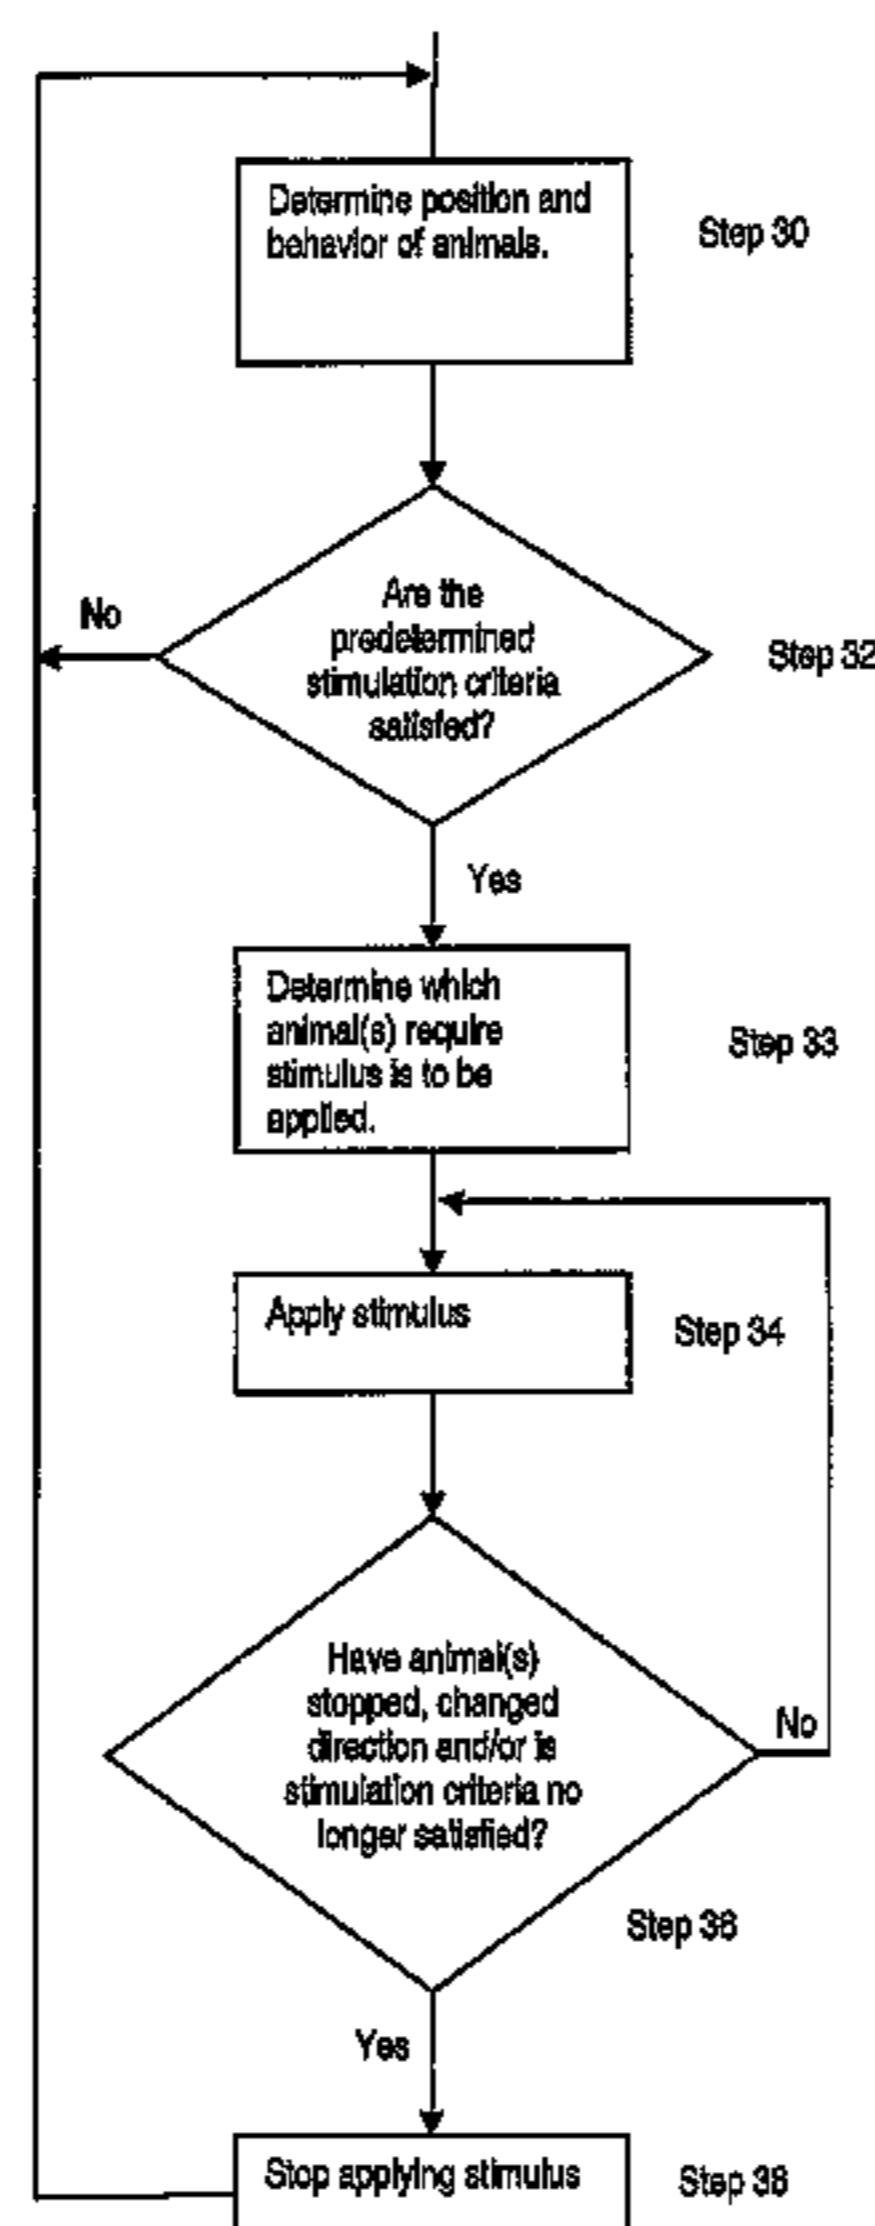 Determine position and
behavior of animals.
Step 30
Are the
predetermined
stimulation criteria
satisfed?
Step 32
No
Yes
Determine which
animal(s) require
stimulus is to be
applied.
Step 33
Apply stimulus
Step 34
Have animal(s)
stopped, changed
direction and/or is
stimulation criteria no
longer satisfied?
No
Step 36
Yes
Stop applying stimulus
Step 38